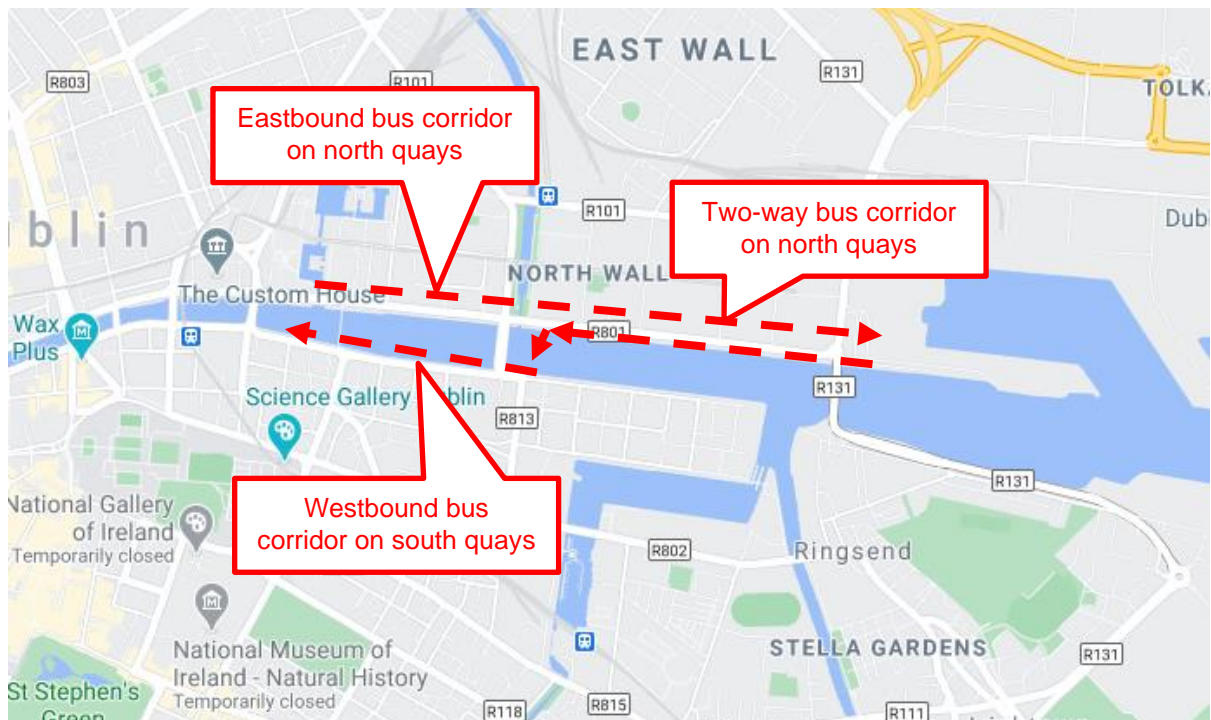 EAST WALL
R803
R101
R131
TOLK
Eastbound bus corridor
on north quays
R101
Two-way bus corridor
on north quays
Dub
blin
NORTH WALL
The Custom House
Wax
Plus
R801
R131
Science Gallery
blin
R813
R131
National Gallery
of Ireland
Temporarily closed
Westbound bus
corridor on south quays
R802
Ringsend
National Museum of
Ireland - Natural History
Temporarily closed
STELLA GARDENS
R131
St Stephen's
Green
R118
R815
R111